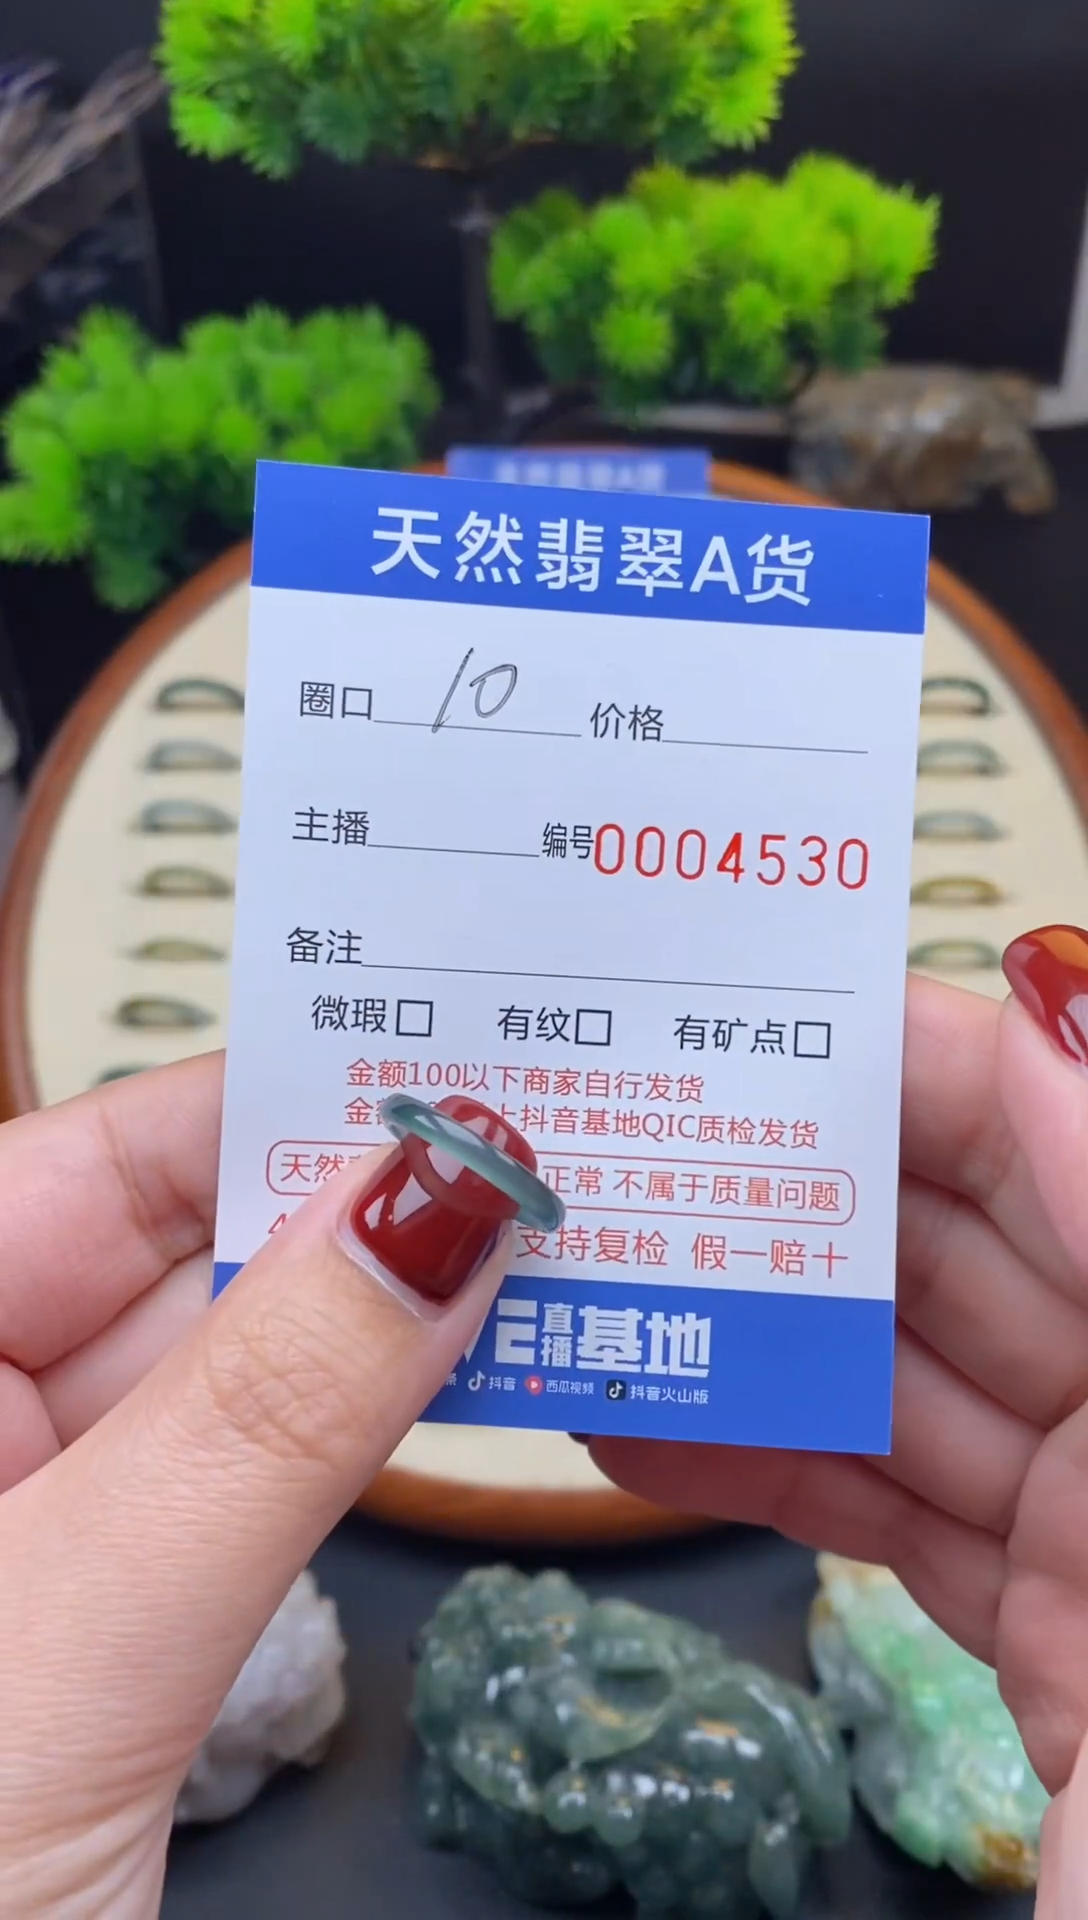 天然翡翠A货
圈口 10 价格
主播 编号0004530
备注
微瑕□ 有纹□ 有矿点□
金额100以下商家自行发货
上抖音基地QIC质检发货
天然 正常 不属于质量问题
支持复检 假一赔十
直播基地
抖音 西瓜视频 抖音火山版